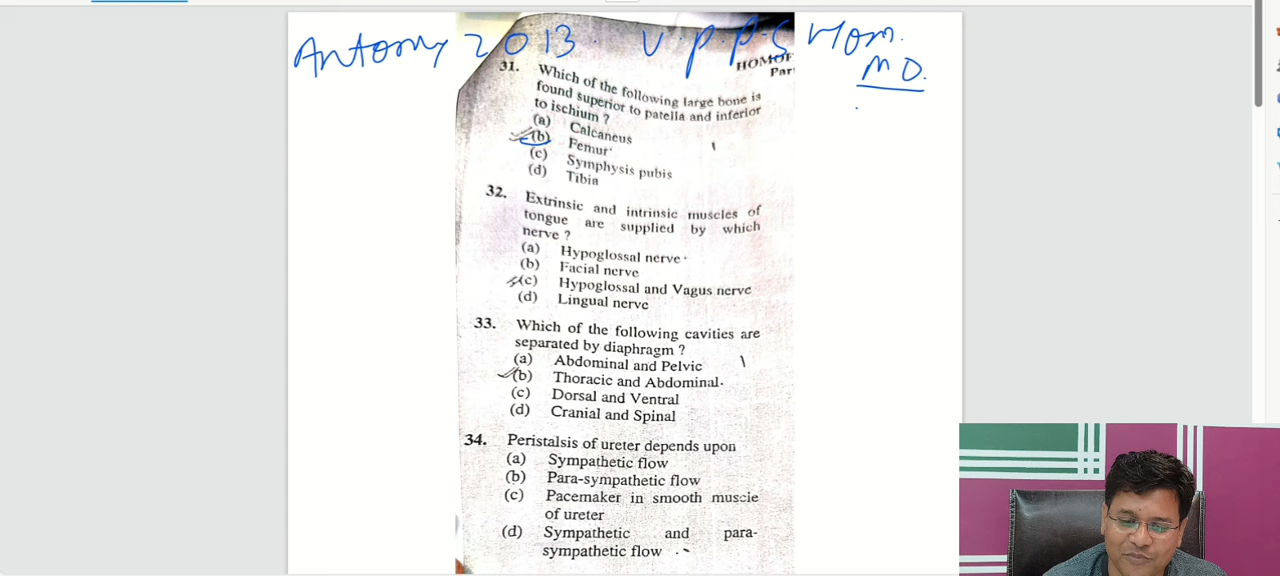 Antomy 2013 U.P.P.S Hom.
M D.
HOMOE
Par
31. Which of the following large bone is
found superior to patella and inferior
to ischium ?
(a) Calcaneus
(b) Femur
(c) Symphysis pubis
(d) Tibia
32. Extrinsic and intrinsic muscles of
tongue are supplied by which
nerve ?
(a) Hypoglossal nerve
(b) Facial nerve
(c) Hypoglossal and Vagus nerve
(d) Lingual nerve
33. Which of the following cavities are
separated by diaphragm ?
(a) Abdominal and Pelvic
(b) Thoracic and Abdominal
(c) Dorsal and Ventral
(d) Cranial and Spinal
34. Peristalsis of ureter depends upon
(a) Sympathetic flow
(b) Para-sympathetic flow
(c) Pacemaker in smooth muscle
of ureter
(d) Sympathetic and para-
sympathetic flow